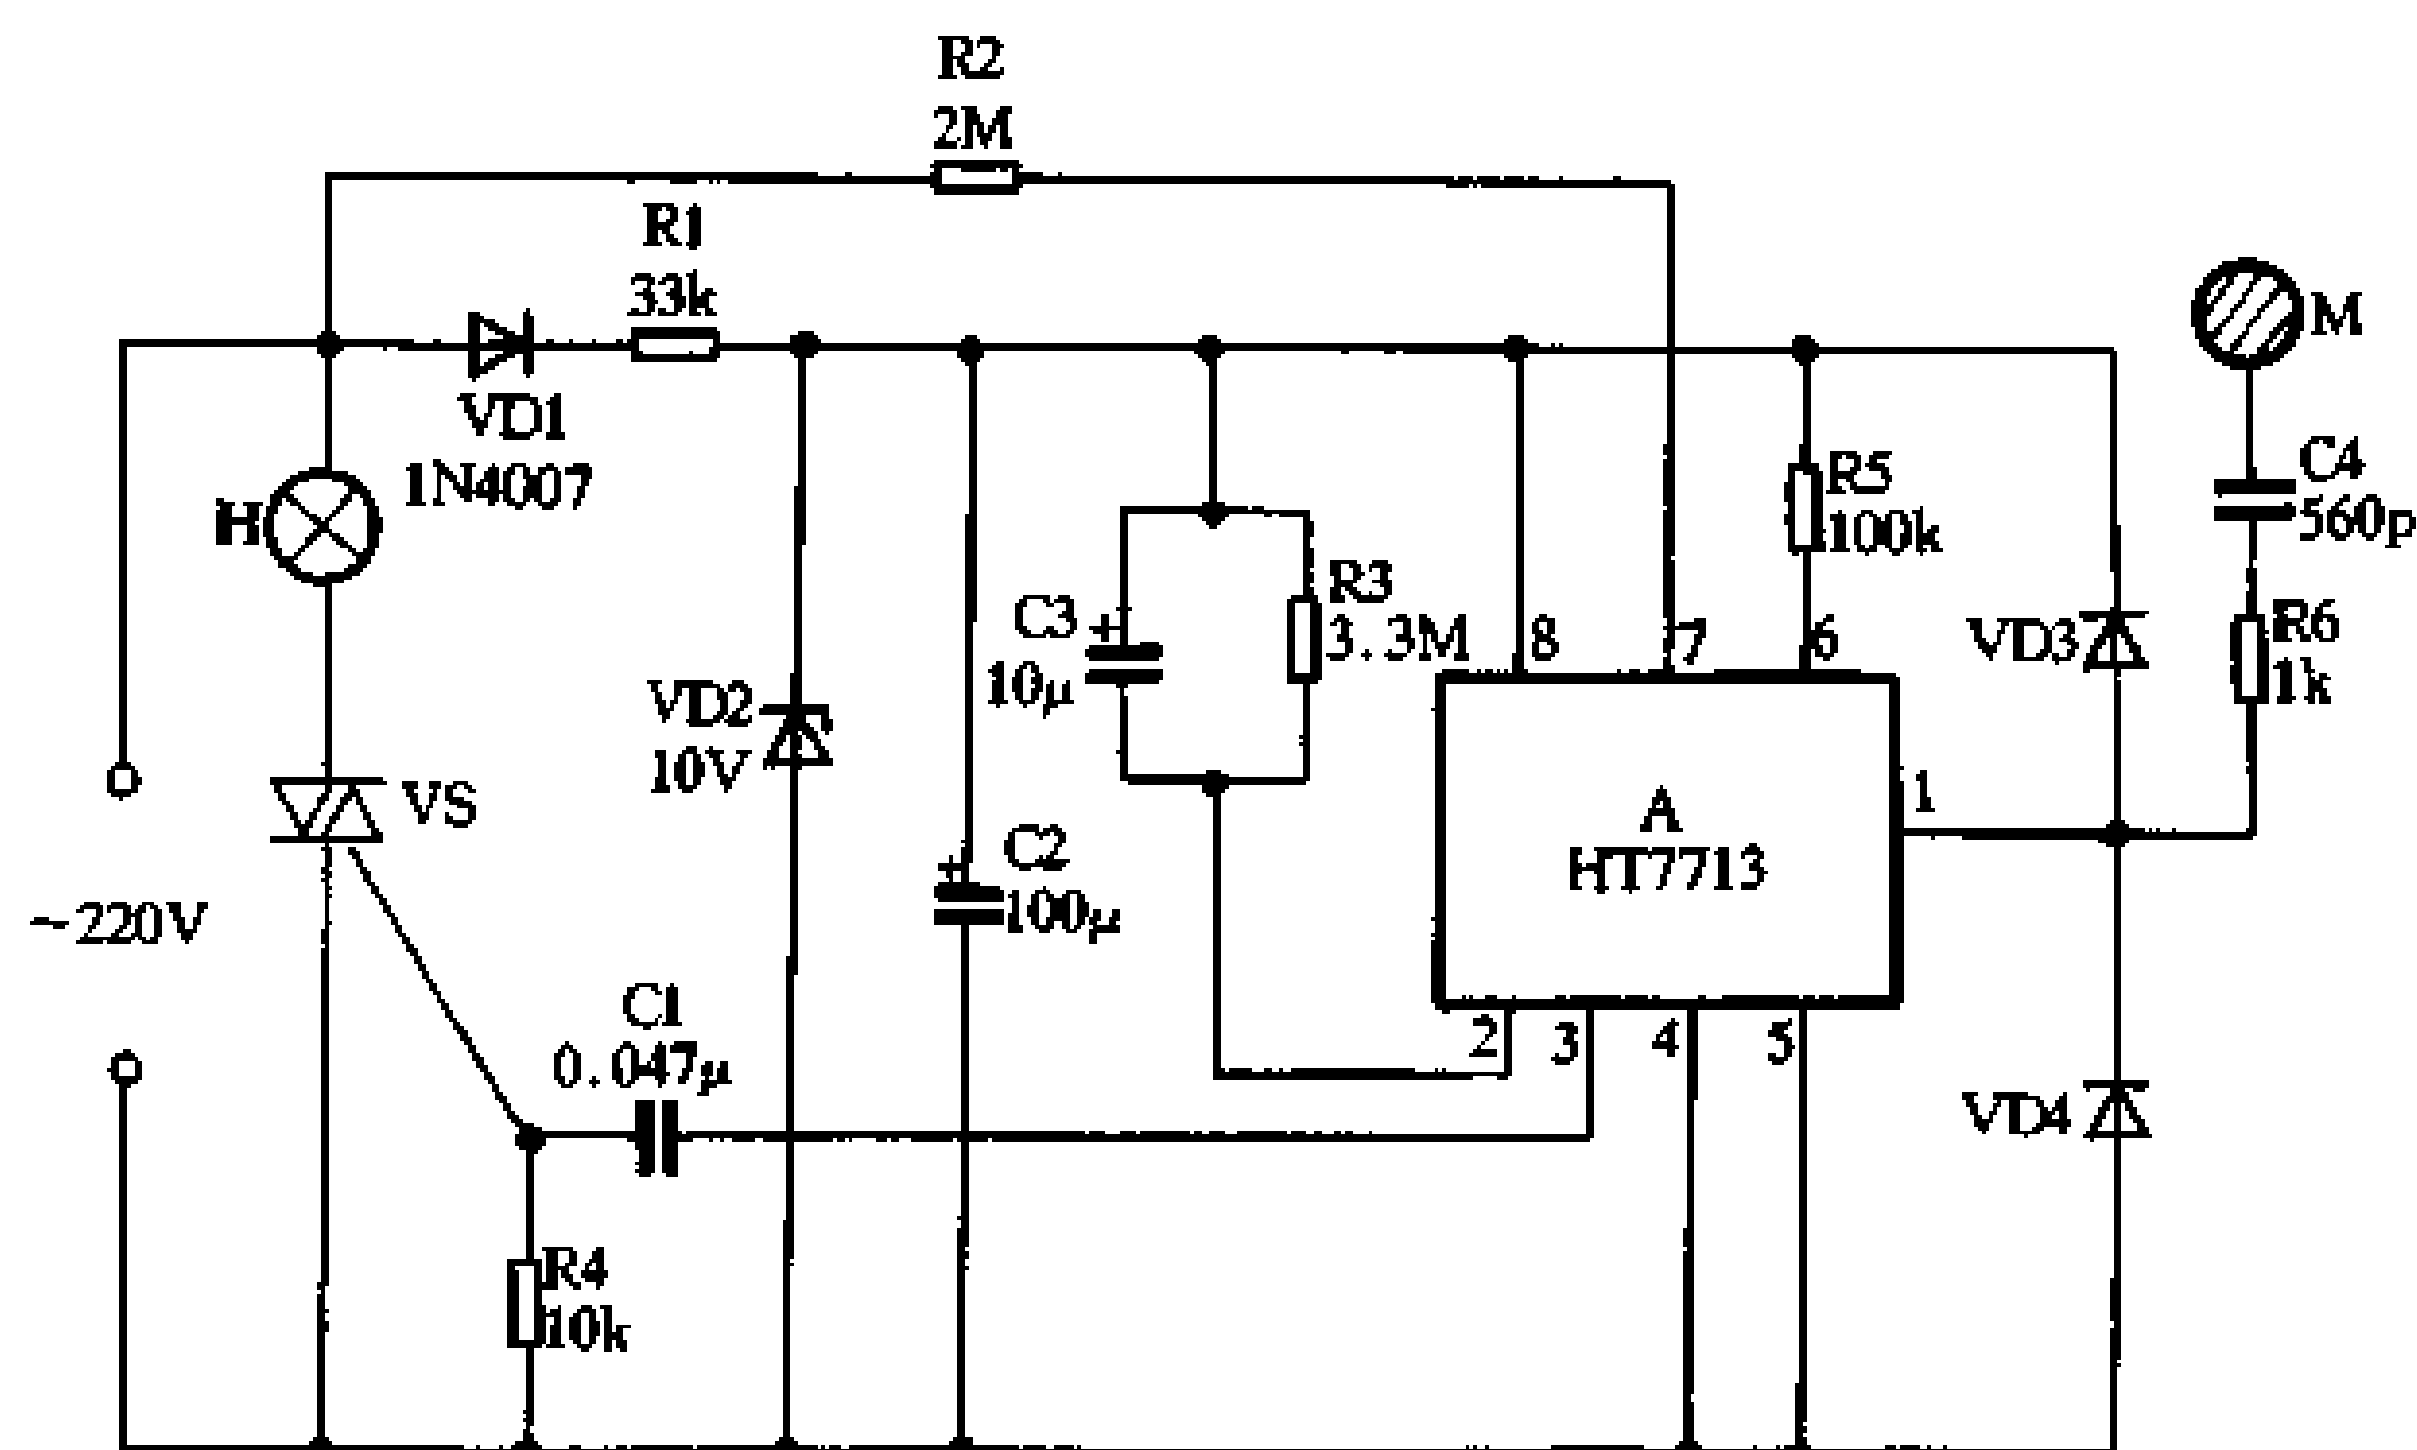 R2
2M
R1
33k
VD1
1N4007
H
M
C4
560p
R5
100k
R3
3.3M
C3
+
10μ
8
7
6
VD3
R6
1k
VD2
10V
VS
1
A
HT7713
C2
+
100μ
~220V
C1
0.047μ
2
3
4
5
VD4
R4
10k